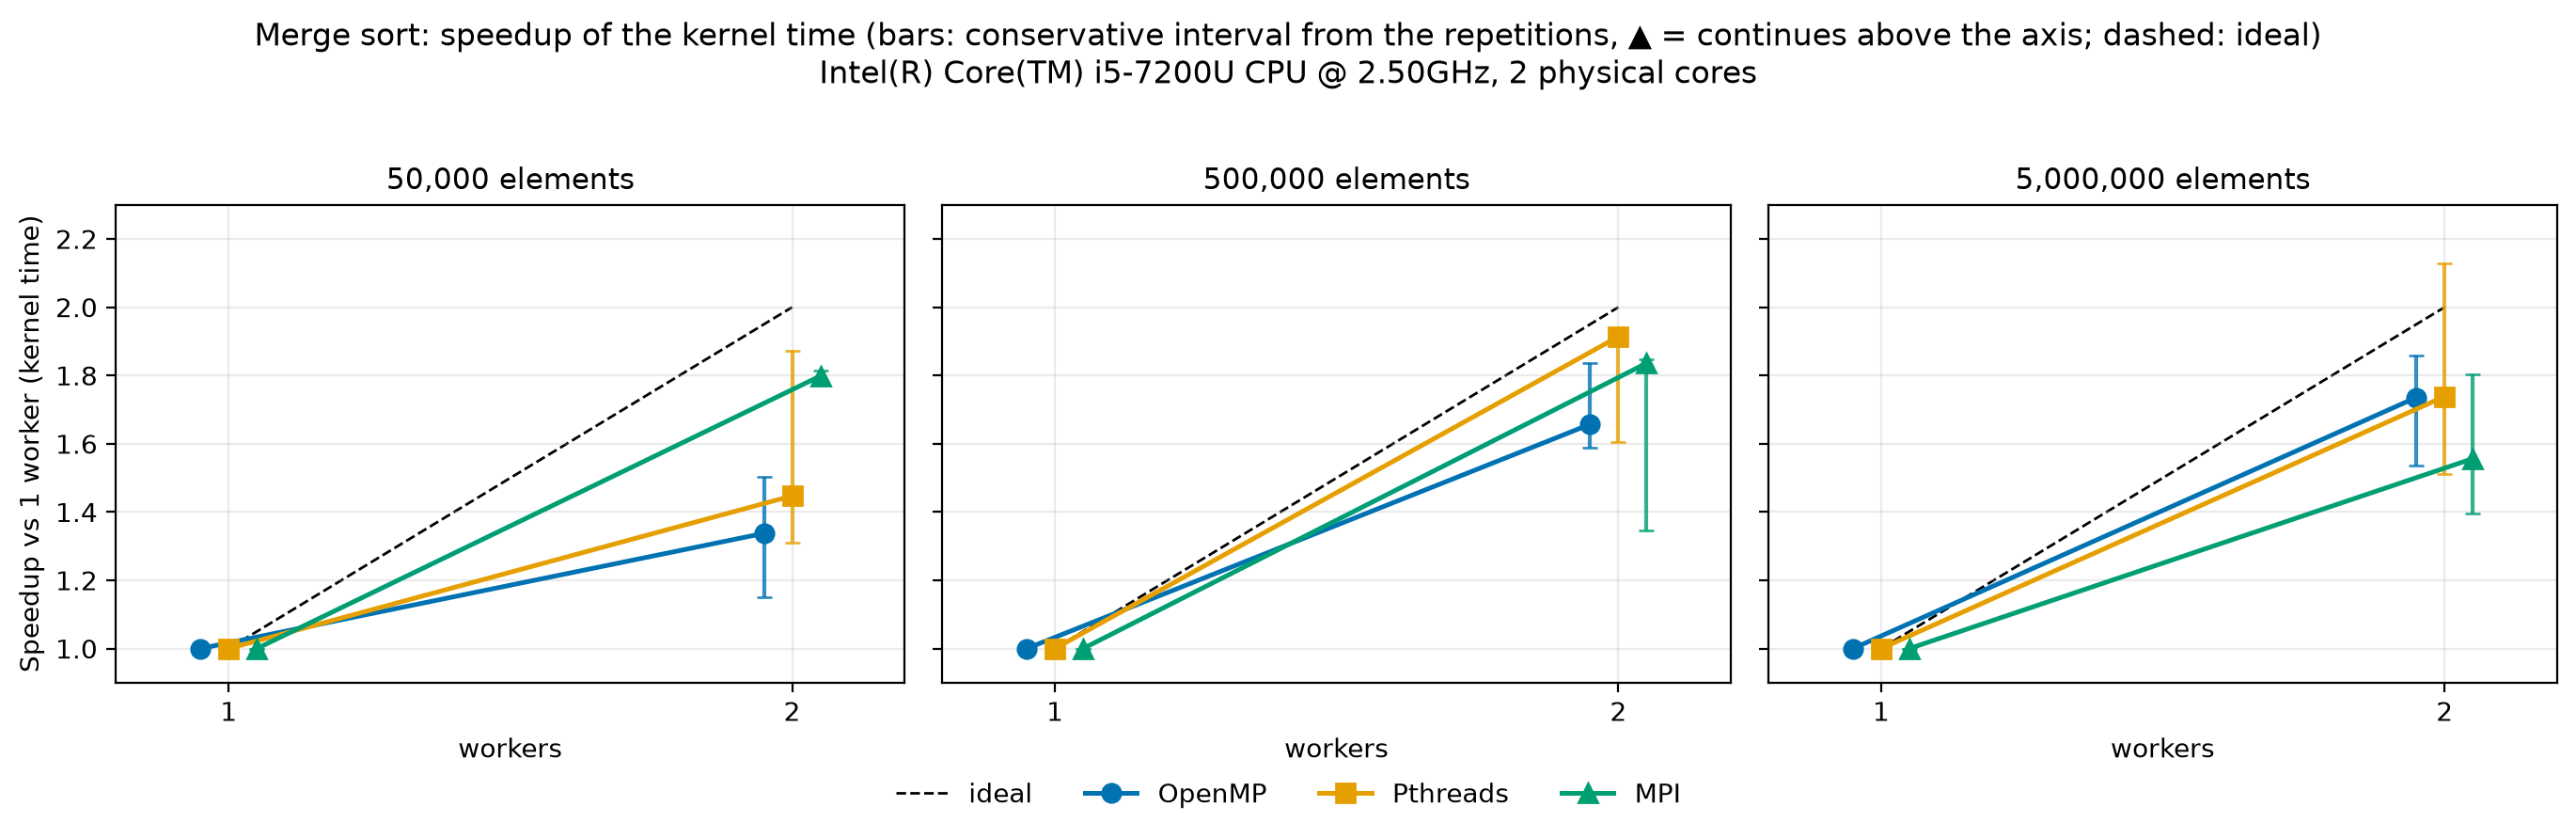 Merge sort: speedup of the kernel time (bars: conservative interval from the repetitions, ▲ = continues above the axis; dashed: ideal)
Intel(R) Core(TM) i5-7200U CPU @ 2.50GHz, 2 physical cores
50,000 elements
500,000 elements
5,000,000 elements
Speedup vs 1 worker (kernel time)
2.2
2.0
1.8
1.6
1.4
1.2
1.0
1 2
1 2
1 2
workers
workers
workers
ideal OpenMP Pthreads MPI